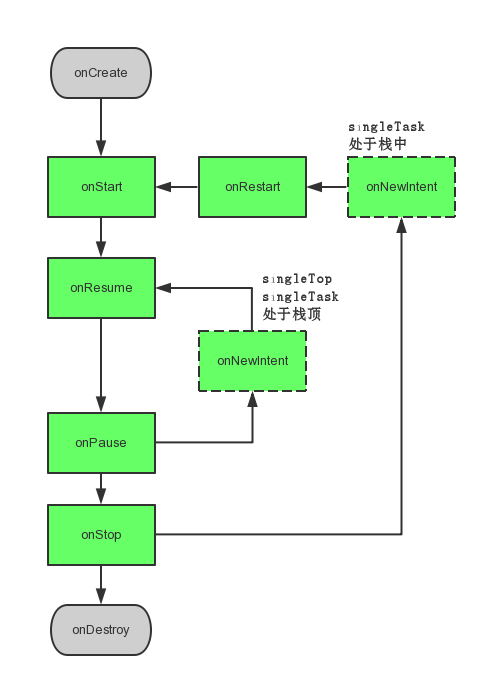 onCreate
singleTask
处于栈中
onStart
onRestart
onNewIntent
onResume
singleTop
singleTask
处于栈顶
onNewIntent
onPause
onStop
onDestroy